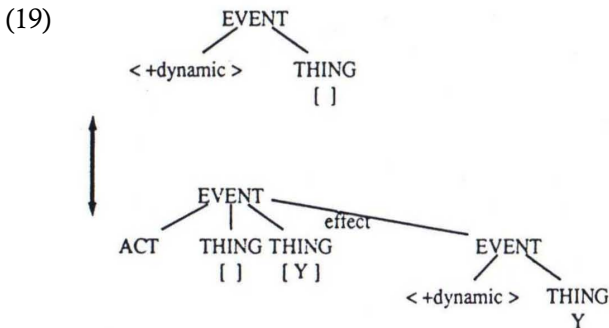 (19)
EVENT
< +dynamic > THING
[ ]
EVENT
effect
ACT THING THING EVENT
[ ] [ Y ]
< +dynamic > THING
Y